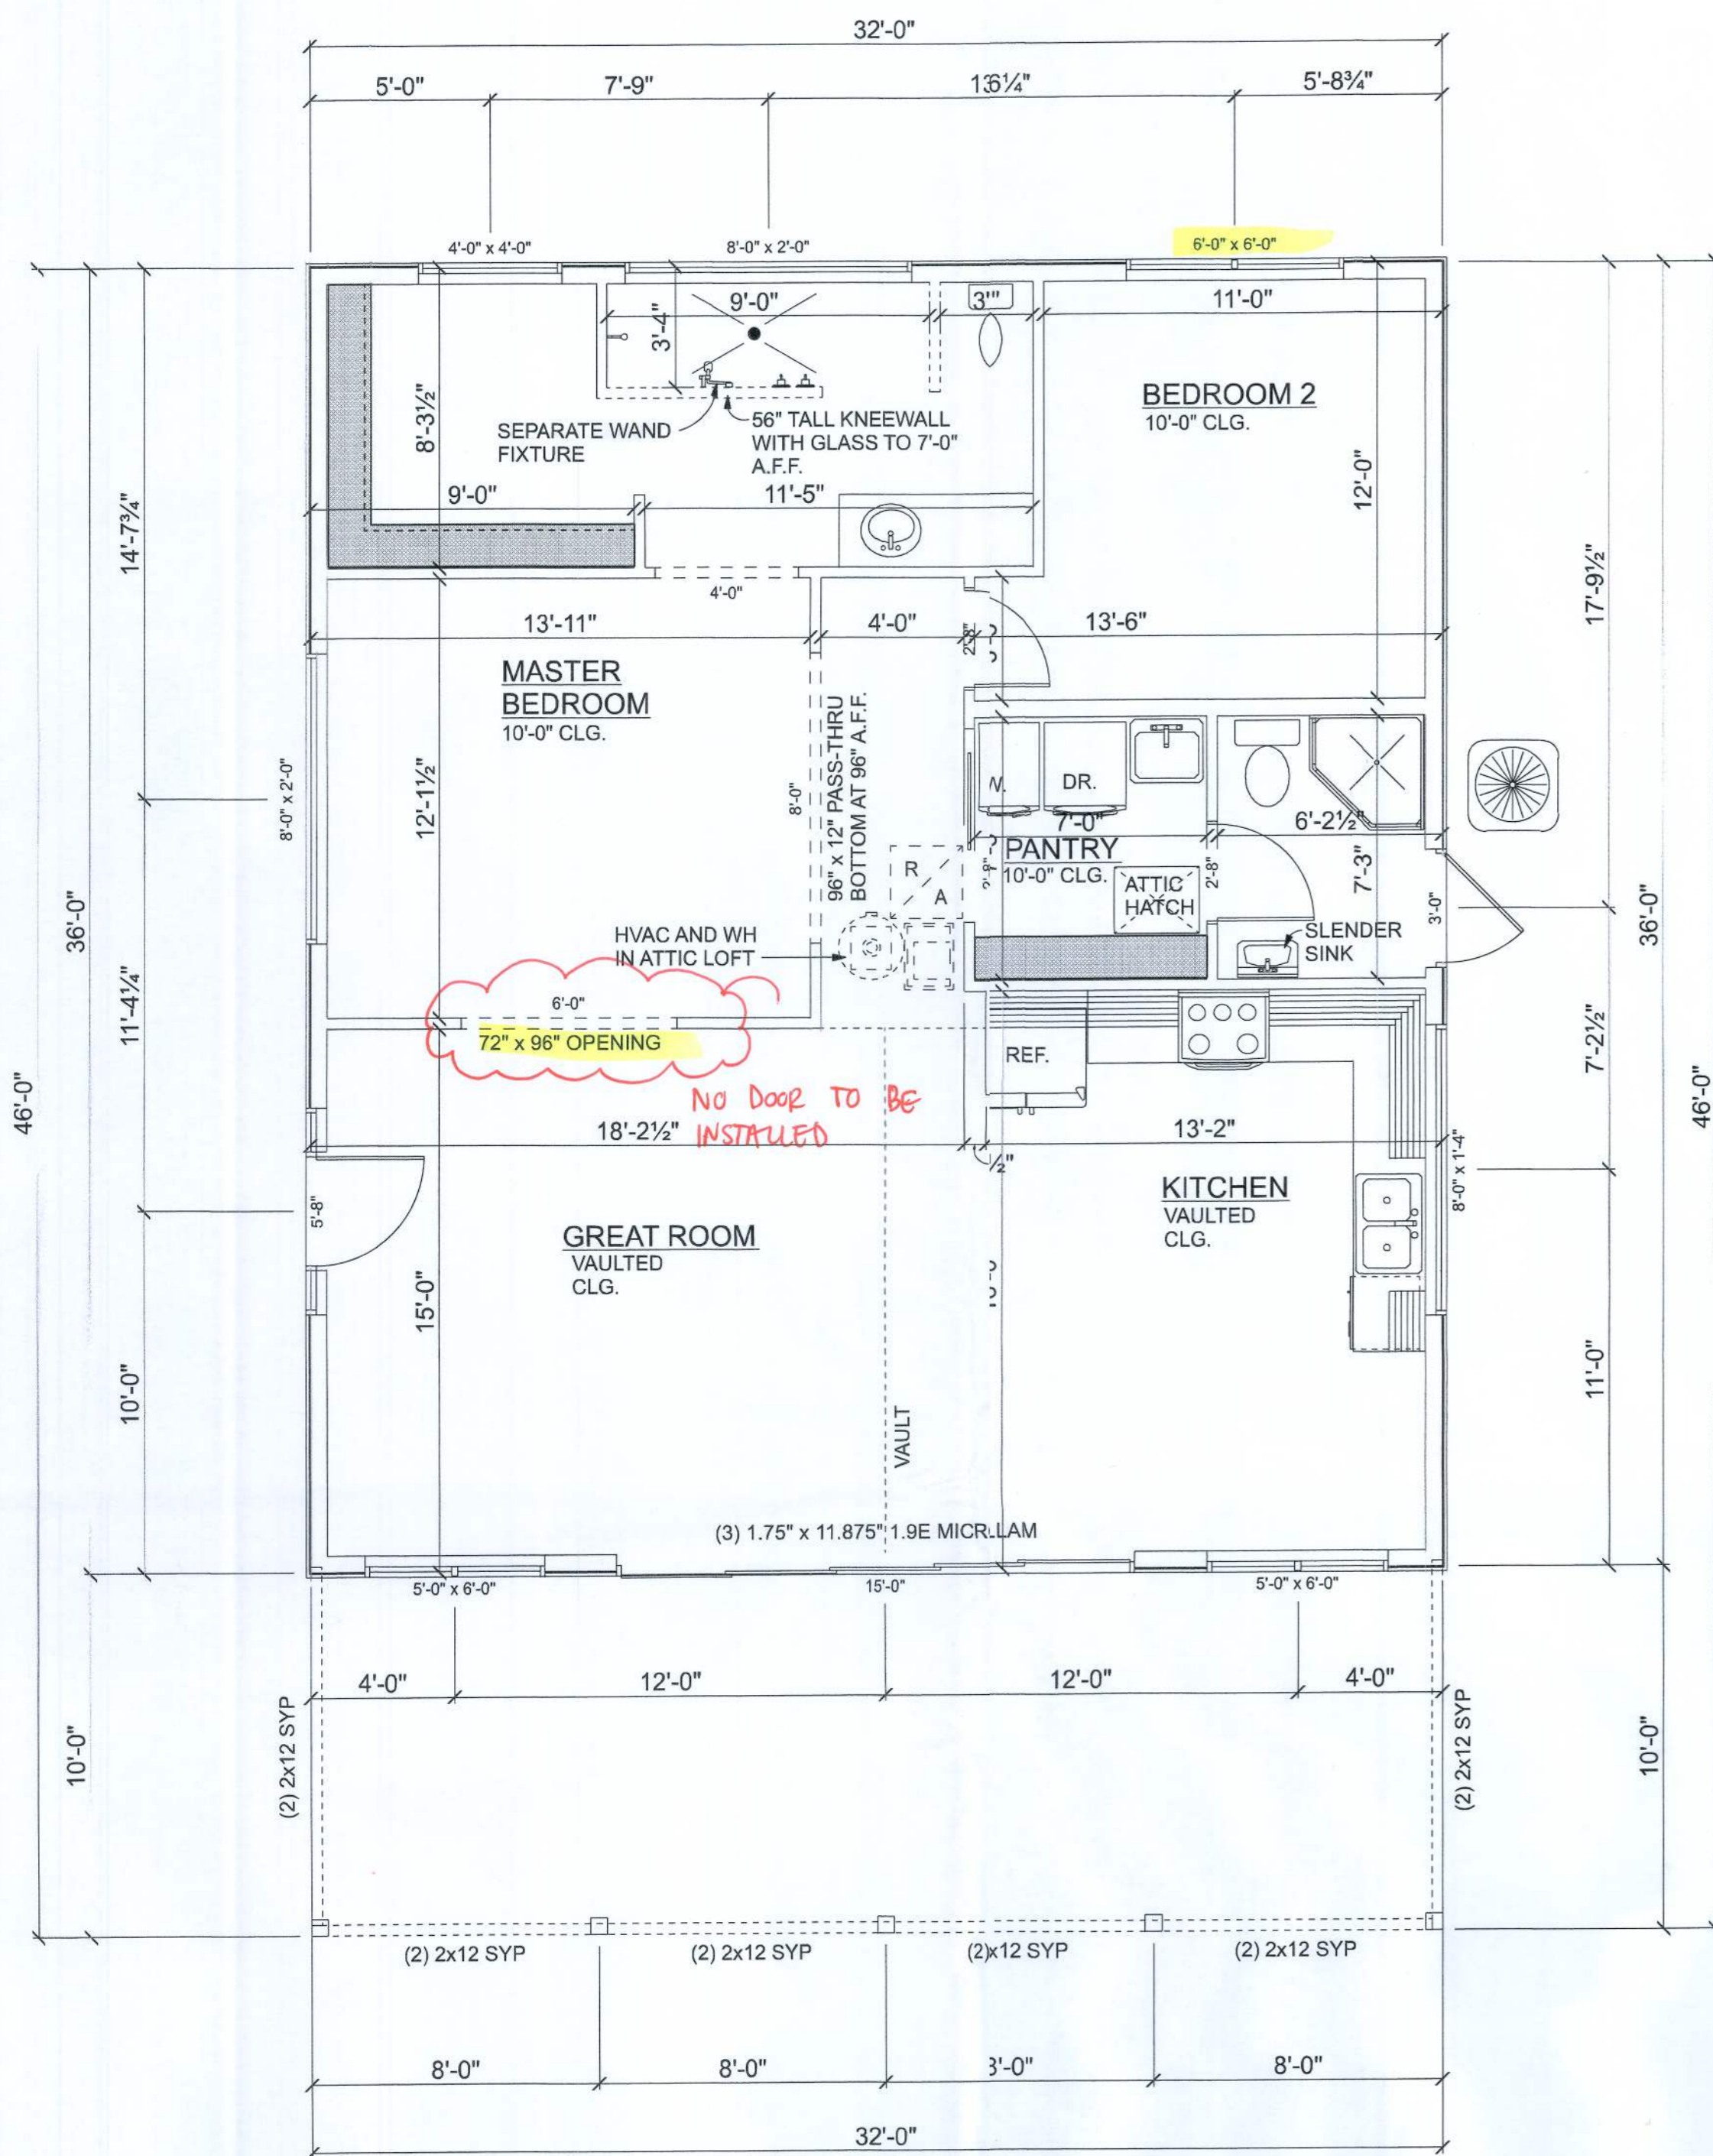 32'-0"
5'-0" 7'-9" 5'-8¾"
4'-0" x 4'-0" 8'-0" x 2'-0" 6'-0" x 6'-0"
9'-0" 11'-0"
3'-4"
BEDROOM 2
10'-0" CLG.
8'-3½"
SEPARATE WAND
FIXTURE
56" TALL KNEEWALL
WITH GLASS TO 7'-0"
A.F.F.
12'-0"
9'-0" 11'-5"
14'-7¾"
17'-9½"
4'-0"
13'-11" 4'-0" 13'-6"
2'-8"
MASTER
BEDROOM
10'-0" CLG.
96" x 12" PASS-THRU
BOTTOM AT 96" A.F.F.
8'-0" x 2'-0"
12'-1½"
8'-0"
DR.
7'-0" 6'-2½"
PANTRY
10'-0" CLG.
ATTIC
HATCH
2'-8"
7'-3"
3'-0"
R
A
36'-0"
36'-0"
HVAC AND WH
IN ATTIC LOFT
SLENDER
SINK
11'-4¼"
7'-2½"
6'-0"
72" x 96" OPENING
REF.
46'-0"
46'-0"
NO DOOR TO BE
INSTALLED
18'-2½" 13'-2"
8'-0" x 1'-4"
5'-8"
GREAT ROOM
VAULTED
CLG.
KITCHEN
VAULTED
CLG.
15'-0"
10'-0"
11'-0"
VAULT
(3) 1.75" x 11.875" 1.9E
5'-0" x 6'-0" 15'-0" 5'-0" x 6'-0"
4'-0" 12'-0" 12'-0" 4'-0"
10'-0"
(2) 2x12 SYP
(2) 2x12 SYP
10'-0"
(2) 2x12 SYP (2) 2x12 SYP (2)x12 SYP (2) 2x12 SYP
8'-0" 8'-0" 8'-0"
32'-0"